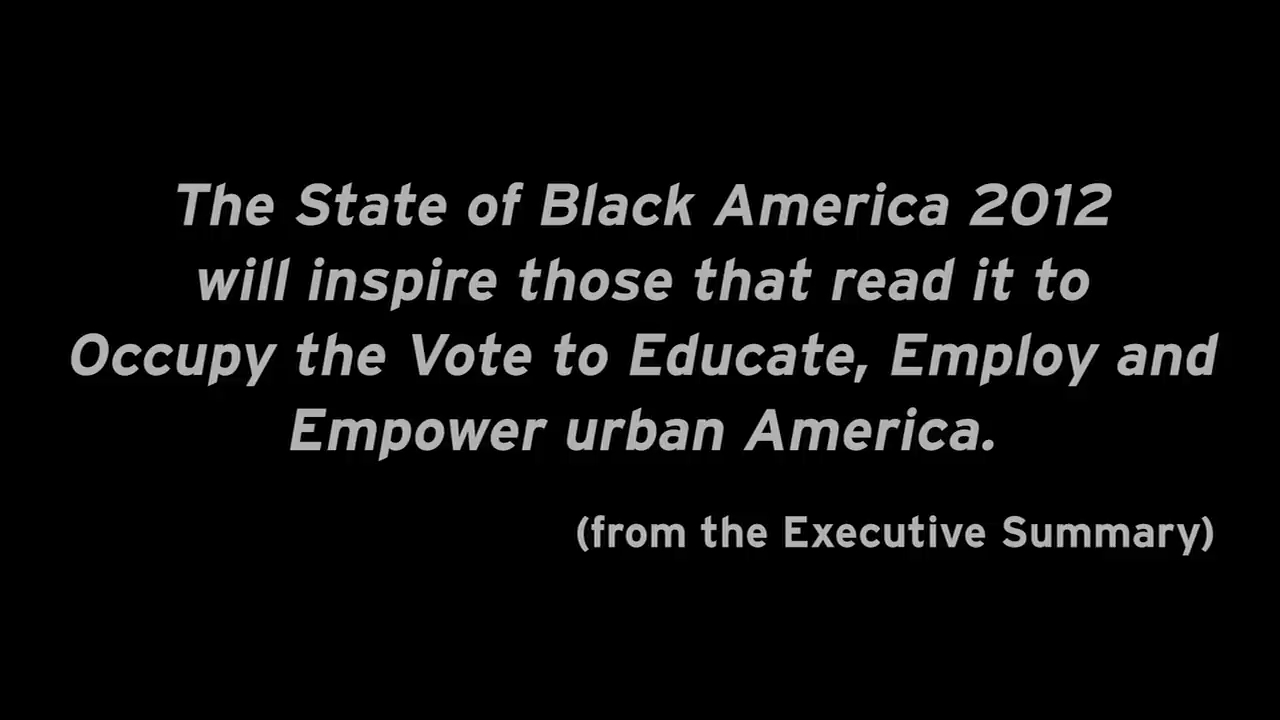 The State of Black America 2012
will inspire those that read it to
Occupy the Vote to Educate, Employ and
Empower urban America.
(from the Executive Summary)